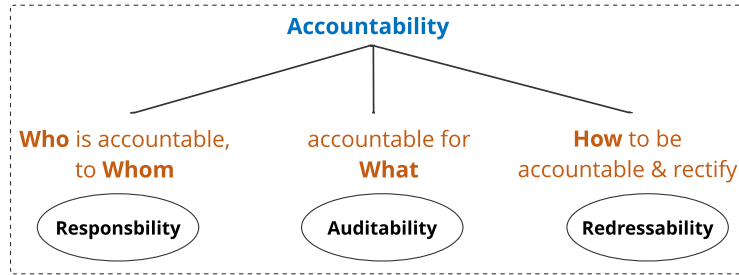 Accountability
Who is accountable,
to Whom
accountable for
What
How to be
accountable & rectify
Responsbility
Auditability
Redressability